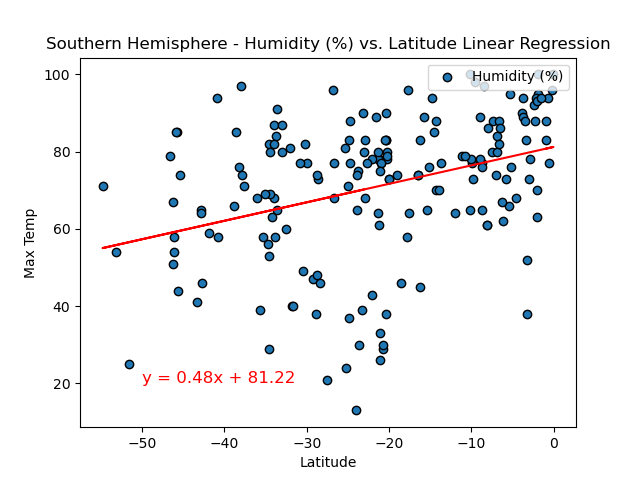 Southern Hemisphere - Humidity (%) vs. Latitude Linear Regression
Humidity (%)
100
80
60
40
20
Max Temp
y = 0.48x + 81.22
−50
−40
−30
−20
−10
0
Latitude